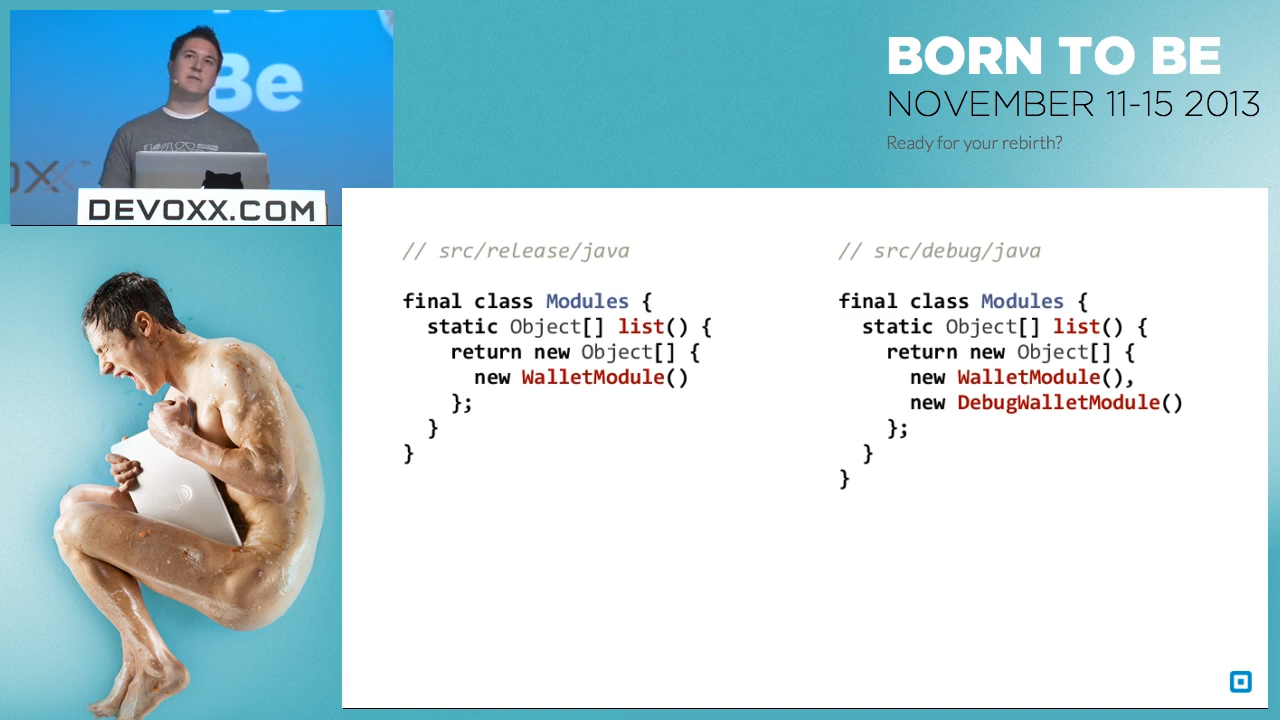 Be
OXX
DEVOXX.COM
BORN TO BE
NOVEMBER 11-15 2013
Ready for your rebirth?
// src/release/java
final class Modules {
  static Object[] list() {
    return new Object[] {
      new WalletModule()
    };
  }
}
// src/debug/java
final class Modules {
  static Object[] list() {
    return new Object[] {
      new WalletModule(),
      new DebugWalletModule()
    };
  }
}